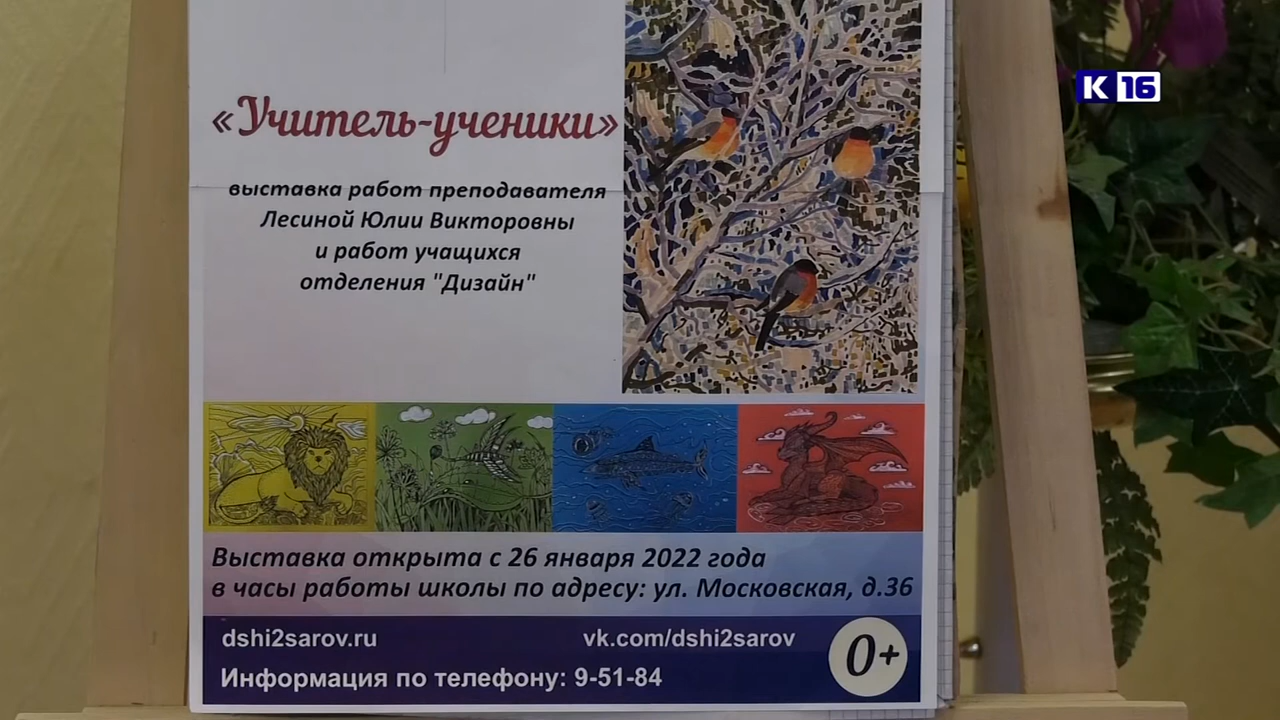 К 16
«Учитель-ученики»
выставка работ преподавателя
Лесиной Юлии Викторовны
и работ учащихся
отделения "Дизайн"
Выставка открыта с 26 января 2022 года
в часы работы школы по адресу: ул. Московская, д.36
dshi2sarov.ru
vk.com/dshi2sarov
Информация по телефону: 9-51-84
0+